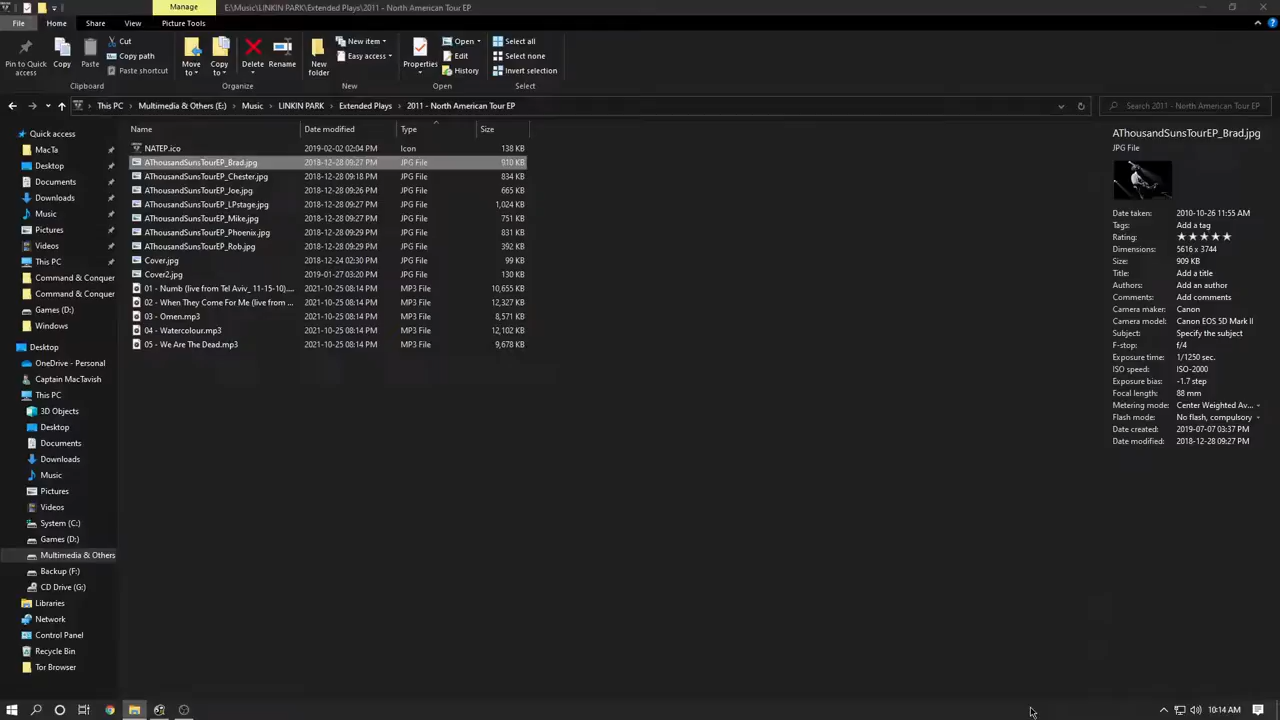 Manage
E:\Music\LINKIN PARK\Extended Plays\2011 - North American Tour EP
File
Home
Share
View
Picture Tools
Pin to Quick access
Copy
Paste
Cut
Copy path
Paste shortcut
Clipboard
Move to
Copy to
Delete
Rename
Organize
New folder
New item
Easy access
New
Properties
Open
Edit
History
Open
Select all
Select none
Invert selection
Select
This PC > Multimedia & Others (E:) > Music > LINKIN PARK > Extended Plays > 2011 - North American Tour EP
Search 2011 - North American Tour EP
Name Date modified Type Size
NATEP.ico 2019-02-02 02:04 PM Icon 138 KB
AThousandSunsTourEP_Brad.jpg 2018-12-28 09:27 PM JPG File 910 KB
AThousandSunsTourEP_Chester.jpg 2018-12-28 09:18 PM JPG File 834 KB
AThousandSunsTourEP_Joe.jpg 2018-12-28 09:26 PM JPG File 665 KB
AThousandSunsTourEP_LPstage.jpg 2018-12-28 09:27 PM JPG File 1,024 KB
AThousandSunsTourEP_Mike.jpg 2018-12-28 09:27 PM JPG File 751 KB
AThousandSunsTourEP_Phoenix.jpg 2018-12-28 09:29 PM JPG File 831 KB
AThousandSunsTourEP_Rob.jpg 2018-12-28 09:29 PM JPG File 392 KB
Cover.jpg 2018-12-24 02:30 PM JPG File 99 KB
Cover2.jpg 2019-01-27 03:20 PM JPG File 130 KB
01 - Numb (live from Tel Aviv_ 11-15-10).... 2021-10-25 08:14 PM MP3 File 10,655 KB
02 - When They Come For Me (live from ... 2021-10-25 08:14 PM MP3 File 12,327 KB
03 - Omen.mp3 2021-10-25 08:14 PM MP3 File 8,571 KB
04 - Watercolour.mp3 2021-10-25 08:14 PM MP3 File 12,102 KB
05 - We Are The Dead.mp3 2021-10-25 08:14 PM MP3 File 9,678 KB
Quick access
MacTa
Desktop
Documents
Downloads
Music
Pictures
Videos
This PC
Command & Conquer
Command & Conquer
Games (D:)
Windows
Desktop
OneDrive - Personal
Captain MacTavish
This PC
3D Objects
Desktop
Documents
Downloads
Music
Pictures
Videos
System (C:)
Games (D:)
Multimedia & Others
Backup (F:)
CD Drive (G:)
Libraries
Network
Control Panel
Recycle Bin
Tor Browser
AThousandSunsTourEP_Brad.jpg
JPG File
Date taken: 2010-10-26 11:55 AM
Tags: Add a tag
Rating: ★★★★★
Dimensions: 5616 x 3744
Size: 909 KB
Title: Add a title
Authors: Add an author
Comments: Add comments
Camera maker: Canon
Camera model: Canon EOS 5D Mark II
Subject: Specify the subject
F-stop: f/4
Exposure time: 1/1250 sec.
ISO speed: ISO-2000
Exposure bias: -1.7 step
Focal length: 88 mm
Metering mode: Center Weighted Av...
Flash mode: No flash, compulsory
Date created: 2019-07-07 03:37 PM
Date modified: 2018-12-28 09:27 PM
10:14 AM